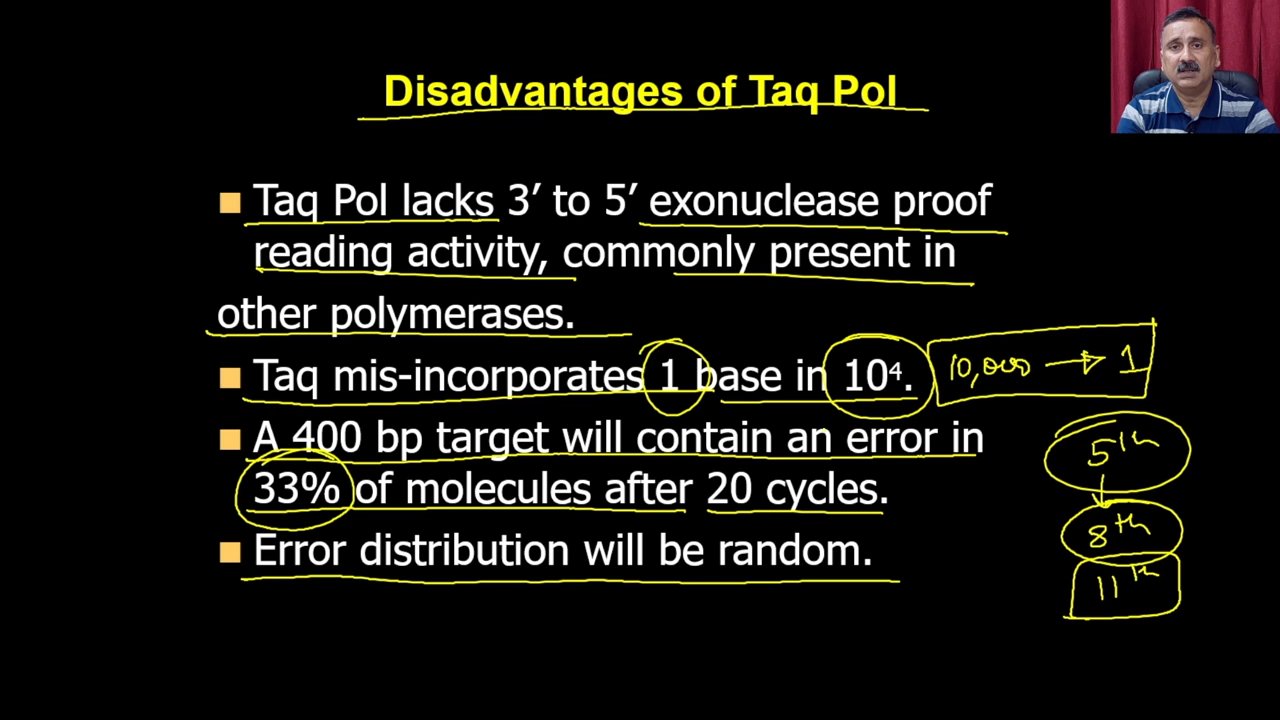 Disadvantages of Taq Pol
Taq Pol lacks 3′ to 5′ exonuclease proof
reading activity, commonly present in
other polymerases.
Taq mis-incorporates 1 base in 10⁴.
10,000 → 1
A 400 bp target will contain an error in
33% of molecules after 20 cycles.
Error distribution will be random.
5th
8th
11th